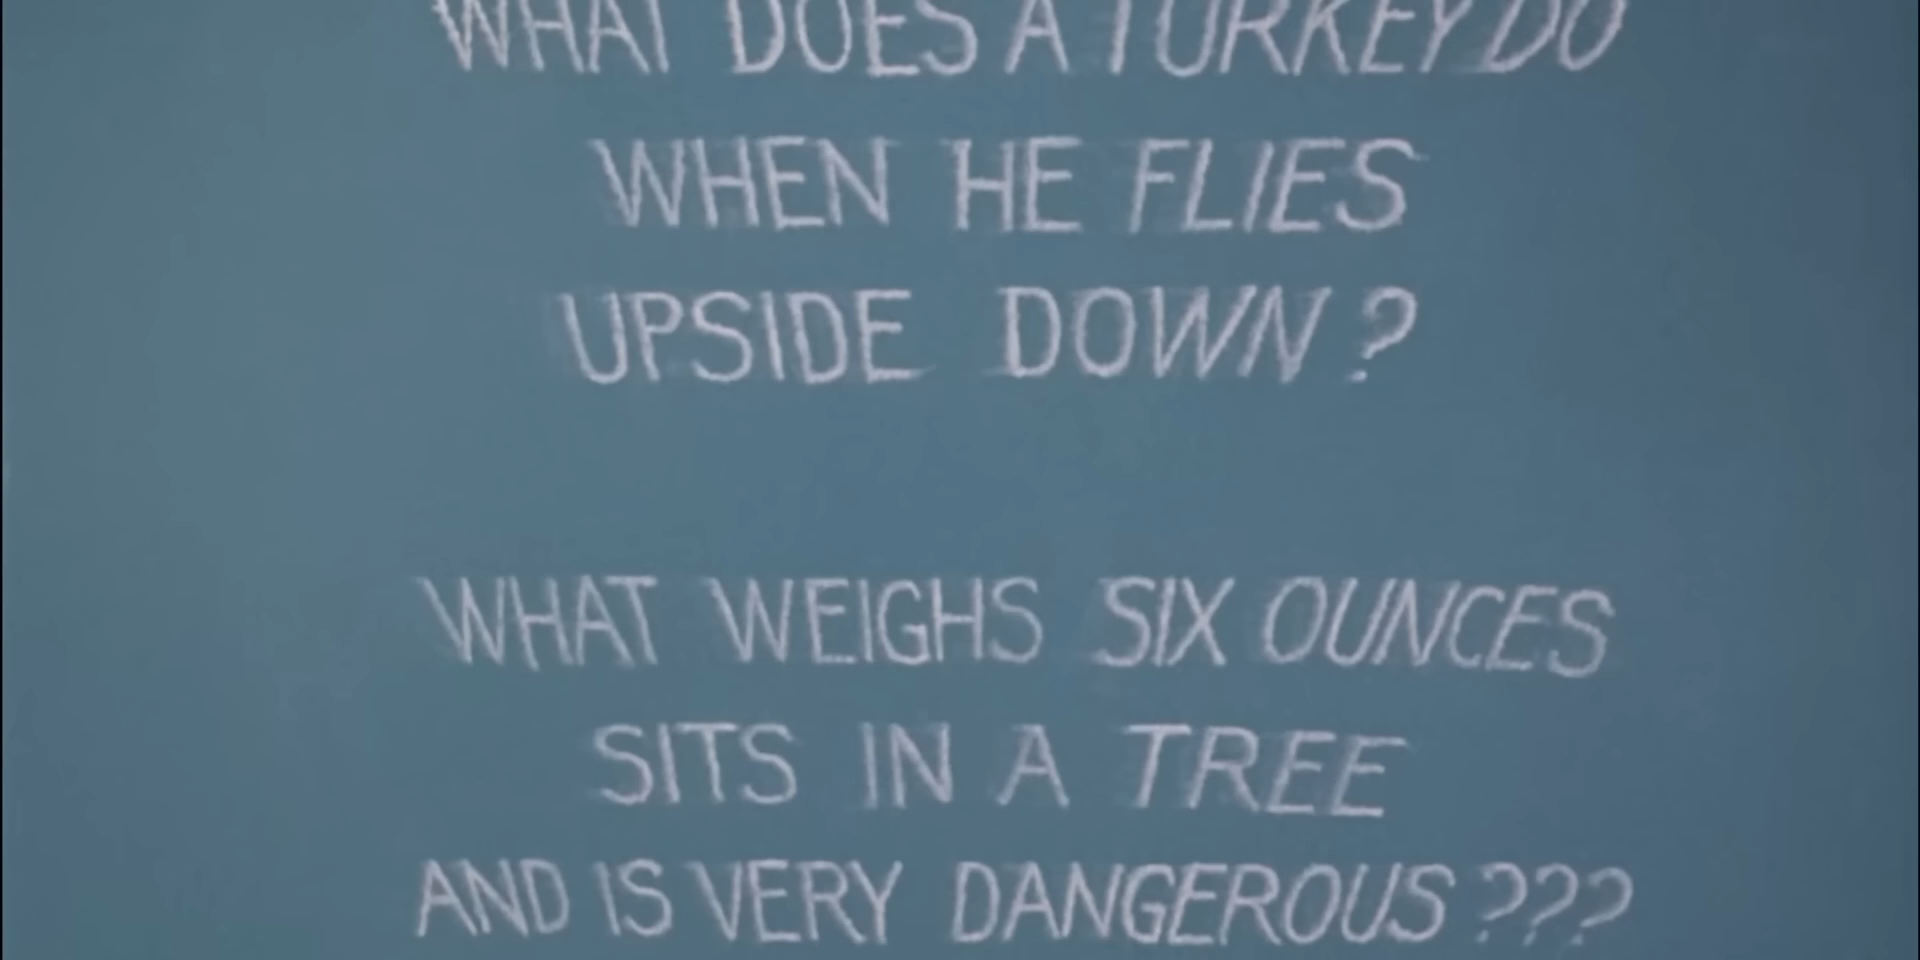 WHAT DOES A TURKEY DO
WHEN HE FLIES
UPSIDE DOWN?
WHAT WEIGHS SIX OUNCES
SITS IN A TREE
AND IS VERY DANGEROUS???